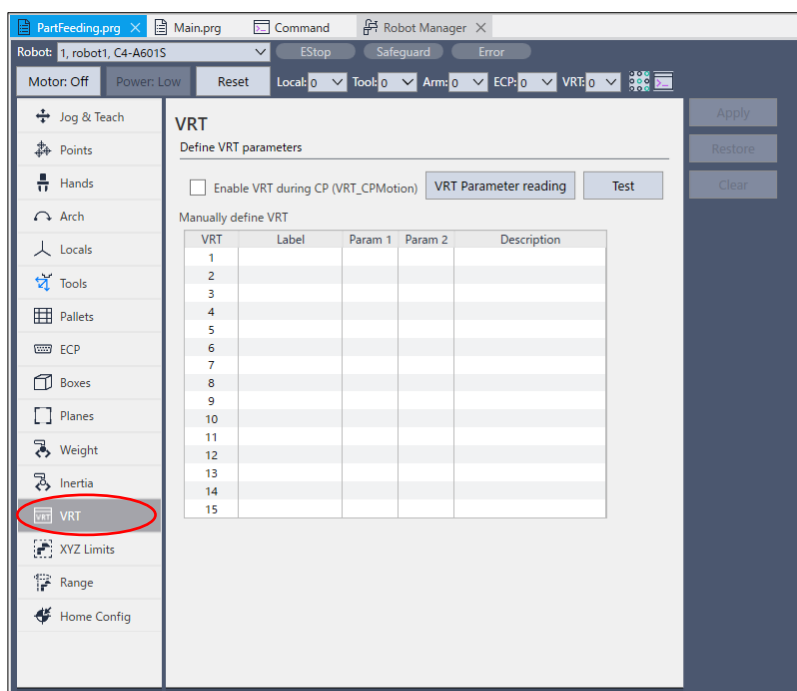 PartFeeding.prg Main.prg Command Robot Manager
Robot: 1, robot1, C4-A601S EStop Safeguard Error
Motor: Off Power: Low Reset Local: 0 Tool: 0 Arm: 0 ECP: 0 VRT: 0
Jog & Teach
Points
Hands
Arch
Locals
Tools
Pallets
ECP
Boxes
Planes
Weight
Inertia
VRT VRT
XYZ Limits
Range
Home Config
VRT
Define VRT parameters
Enable VRT during CP (VRT_CPMotion) VRT Parameter reading Test
Manually define VRT
VRT Label Param 1 Param 2 Description
1
2
3
4
5
6
7
8
9
10
11
12
13
14
15
Apply
Restore
Clear